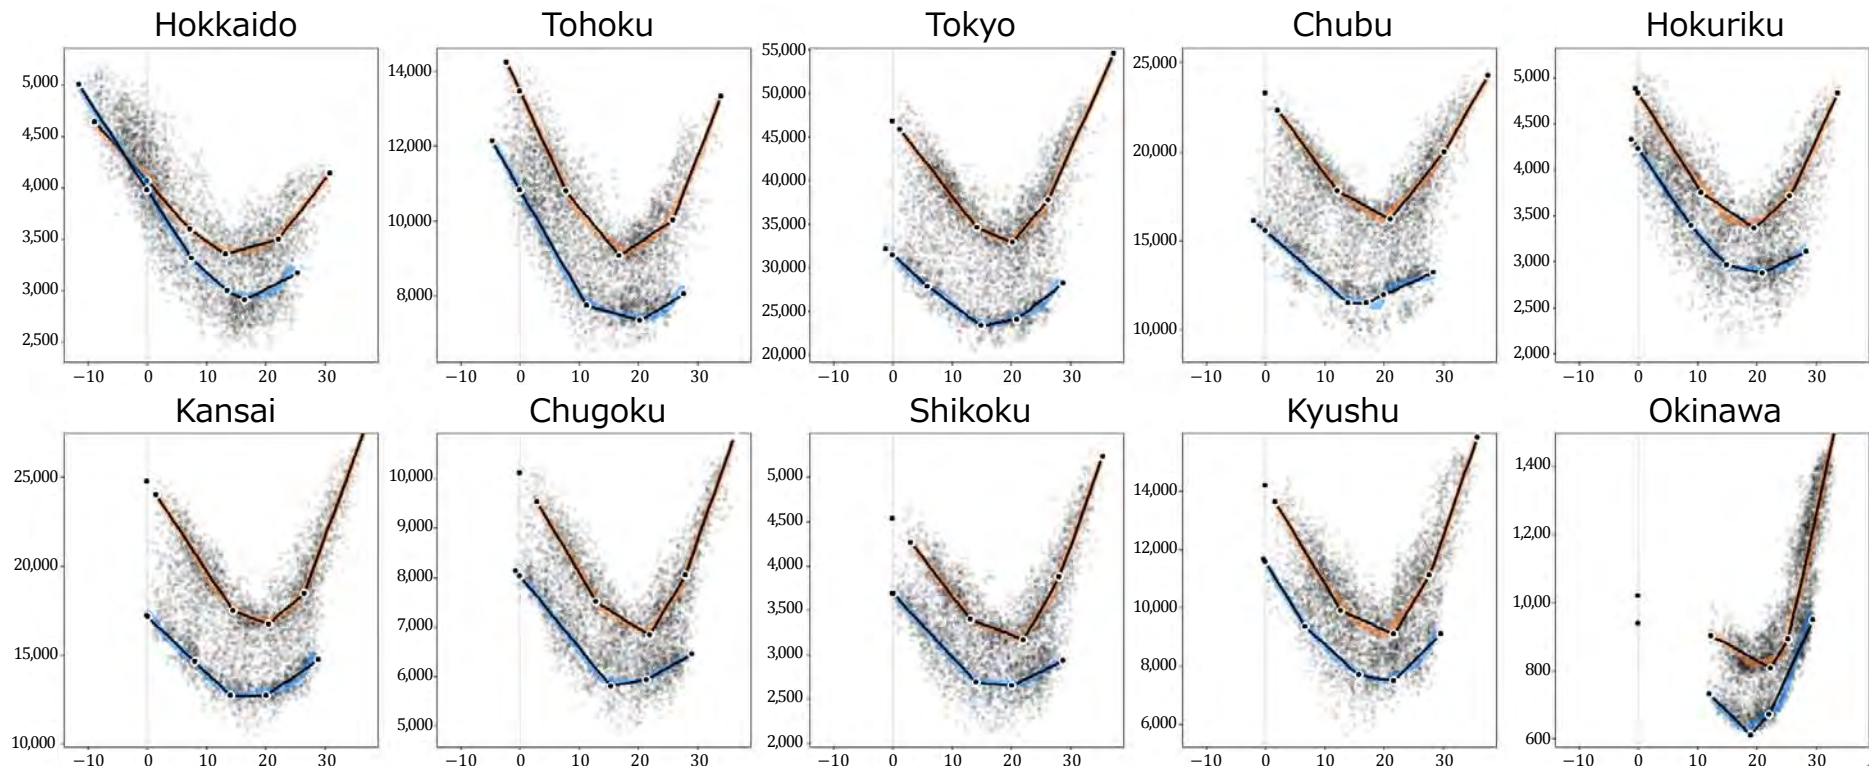 Hokkaido
5,000
4,500
4,000
3,500
3,000
2,500
−10 0 10 20 30
Tohoku
14,000
12,000
10,000
8,000
−10 0 10 20 30
Tokyo
55,000
50,000
45,000
40,000
35,000
30,000
25,000
20,000
−10 0 10 20 30
Chubu
25,000
20,000
15,000
10,000
−10 0 10 20 30
Hokuriku
5,000
4,500
4,000
3,500
3,000
2,500
2,000
−10 0 10 20 30
Kansai
25,000
20,000
15,000
10,000
−10 0 10 20 30
Chugoku
10,000
9,000
8,000
7,000
6,000
5,000
−10 0 10 20 30
Shikoku
5,000
4,500
4,000
3,500
3,000
2,500
2,000
−10 0 10 20 30
Kyushu
14,000
12,000
10,000
8,000
6,000
−10 0 10 20 30
Okinawa
1,400
1,200
1,000
800
600
−10 0 10 20 30